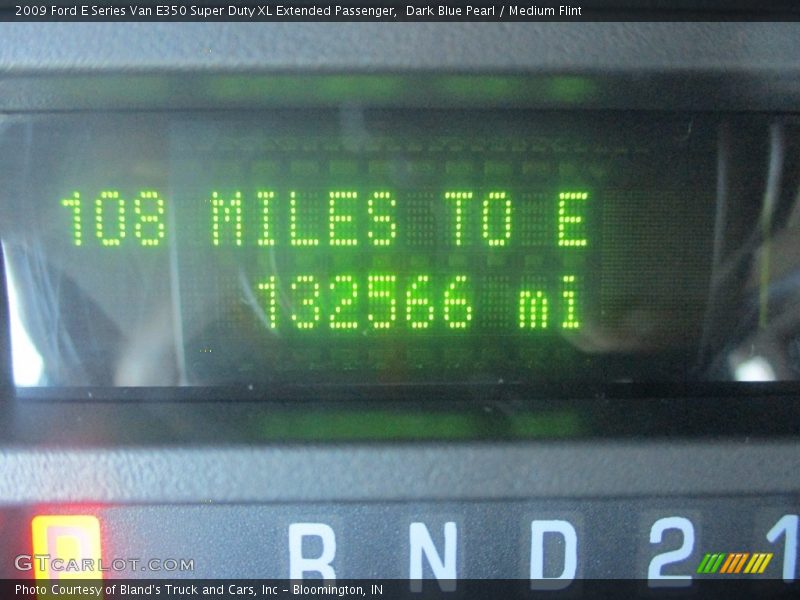 2009 Ford E Series Van E350 Super Duty XL Extended Passenger,  Dark Blue Pearl / Medium Flint
108 MILES TO E
132566 mi
P R N D 2 1
GTCARLOT.COM
Photo Courtesy of Bland's Truck and Cars, Inc - Bloomington, IN